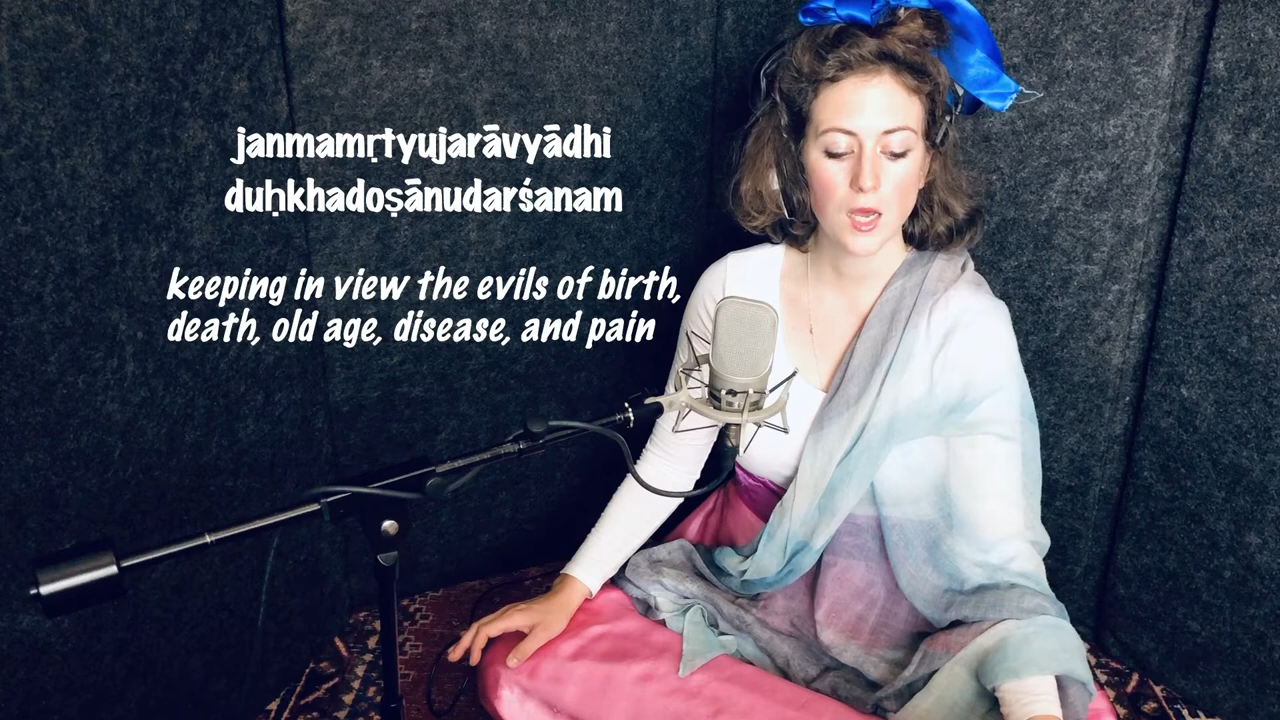 janmamṛtyujarāvyādhi
duḥkhadoṣānudarśanam
keeping in view the evils of birth,
death, old age, disease, and pain